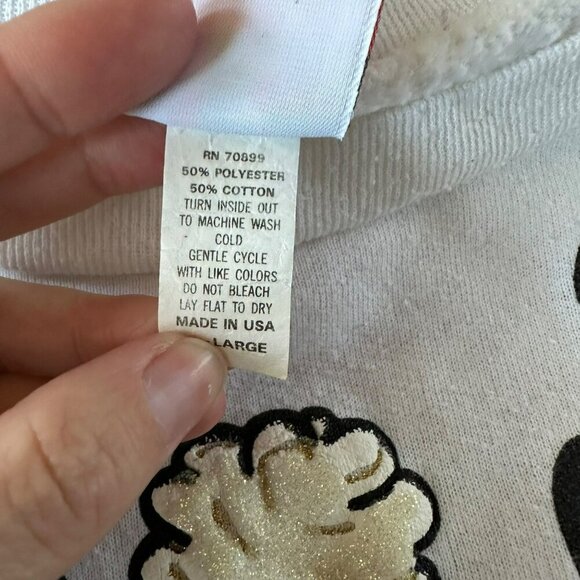 RN 70899
50% POLYESTER
50% COTTON
TURN INSIDE OUT
TO MACHINE WASH
COLD
GENTLE CYCLE
WITH LIKE COLORS
DO NOT BLEACH
LAY FLAT TO DRY
MADE IN USA
LARGE